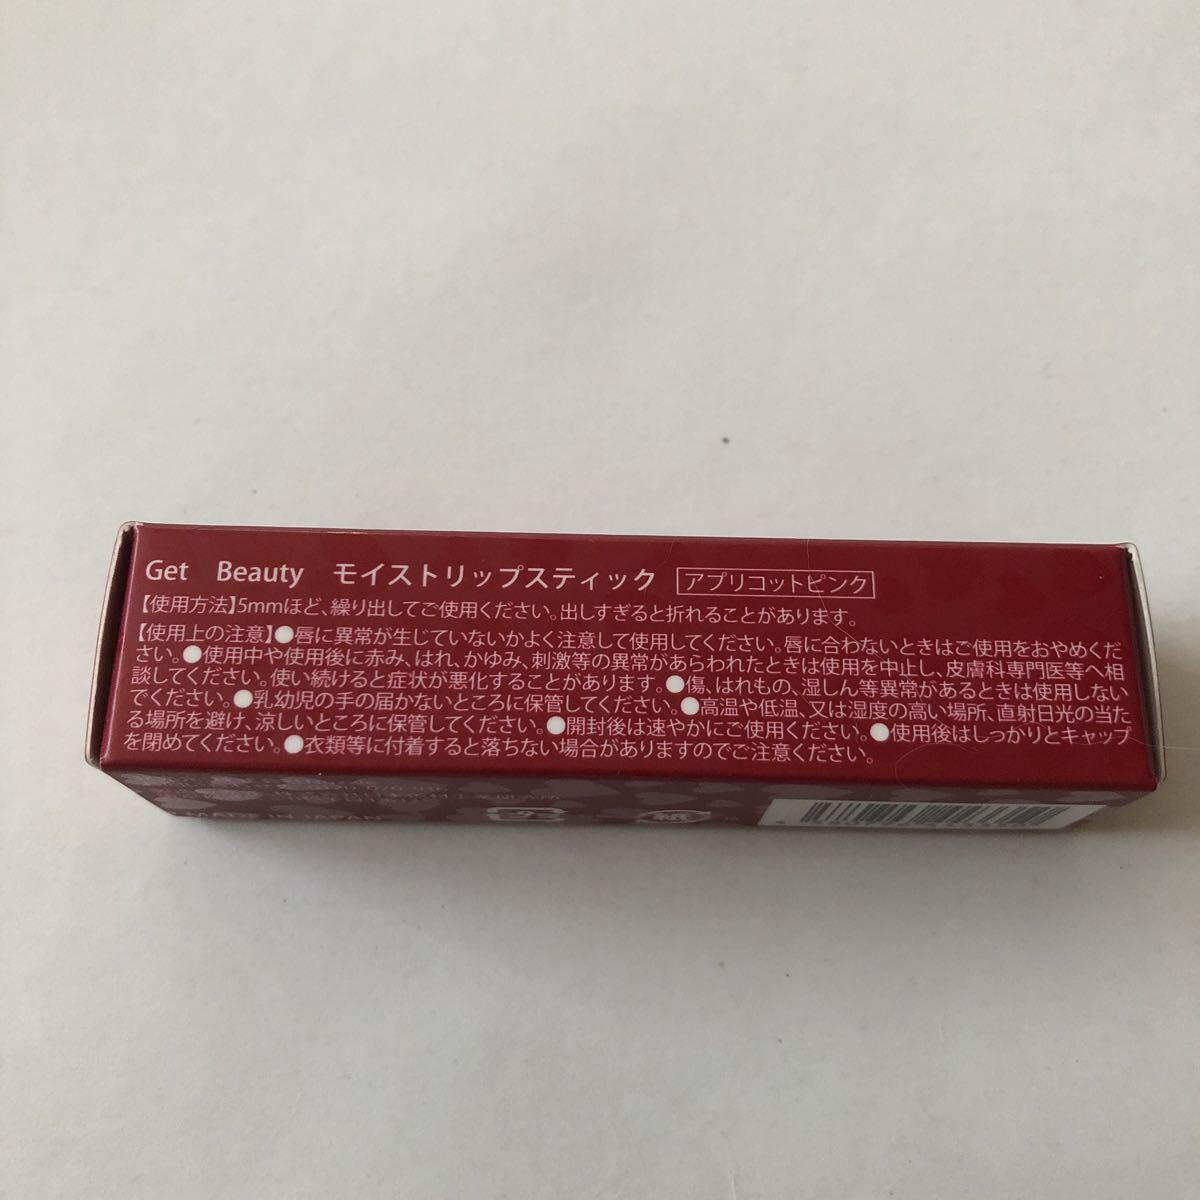 Get Beauty モイストリップスティック アプリコットピンク
【使用方法】5mmほど、繰り出してご使用ください。出しすぎると折れることがあります。
【使用上の注意】●唇に異常が生じていないかよく注意して使用してください。唇に合わないときはご使用をおやめくだ
さい。●使用中や使用後に赤み、はれ、かゆみ、刺激等の異常があらわれたときは使用を中止し、皮膚科専門医等へ相
談してください。使い続けると症状が悪化することがあります。●傷、はれもの、湿しん等異常があるときは使用しない
でください。●乳幼児の手の届かないところに保管してください。●高温や低温、又は湿度の高い場所、直射日光の当た
る場所を避け、涼しいところに保管してください。●開封後は速やかにご使用ください。●使用後はしっかりとキャップ
を閉めてください。●衣類等に付着すると落ちない場合がありますのでご注意ください。
MADE IN JAPAN
紙